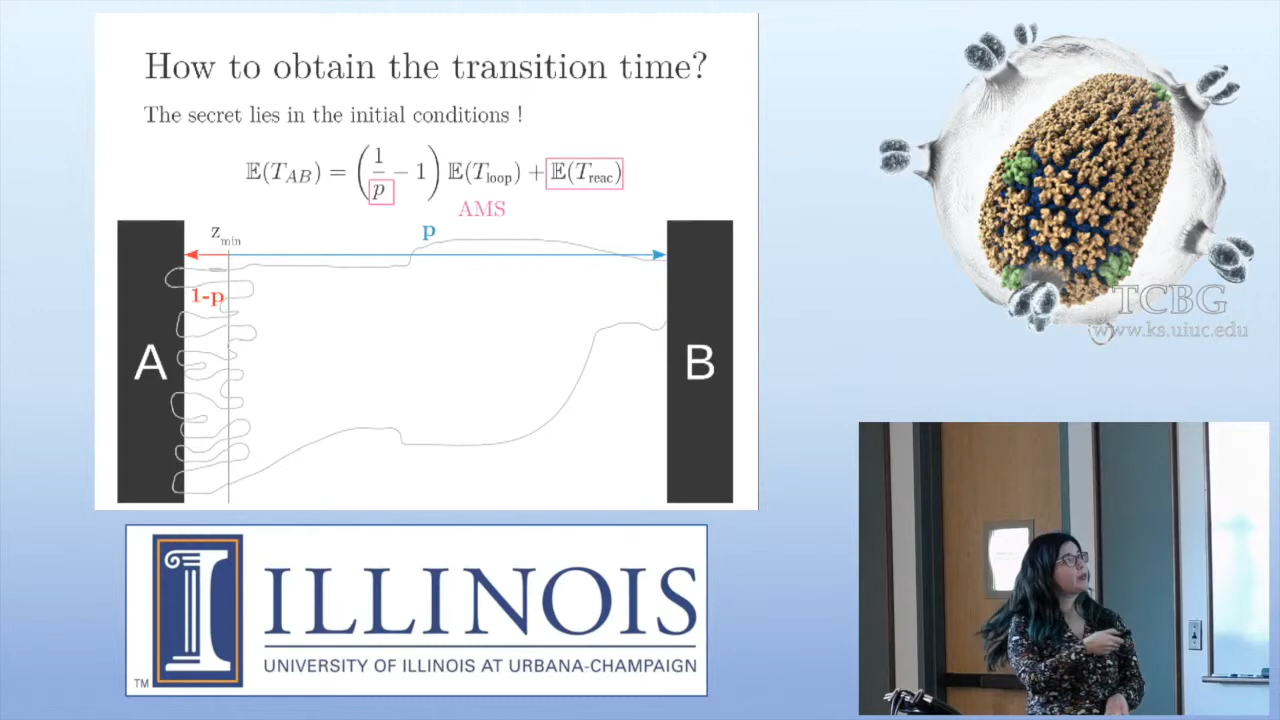 How to obtain the transition time?
The secret lies in the initial conditions !
𝔼(T_AB) = (1/p − 1) 𝔼(T_loop) + 𝔼(T_reac)
AMS
z_min
p
1-p
A
B
TCBG
www.ks.uiuc.edu
ILLINOIS
UNIVERSITY OF ILLINOIS AT URBANA-CHAMPAIGN
TM